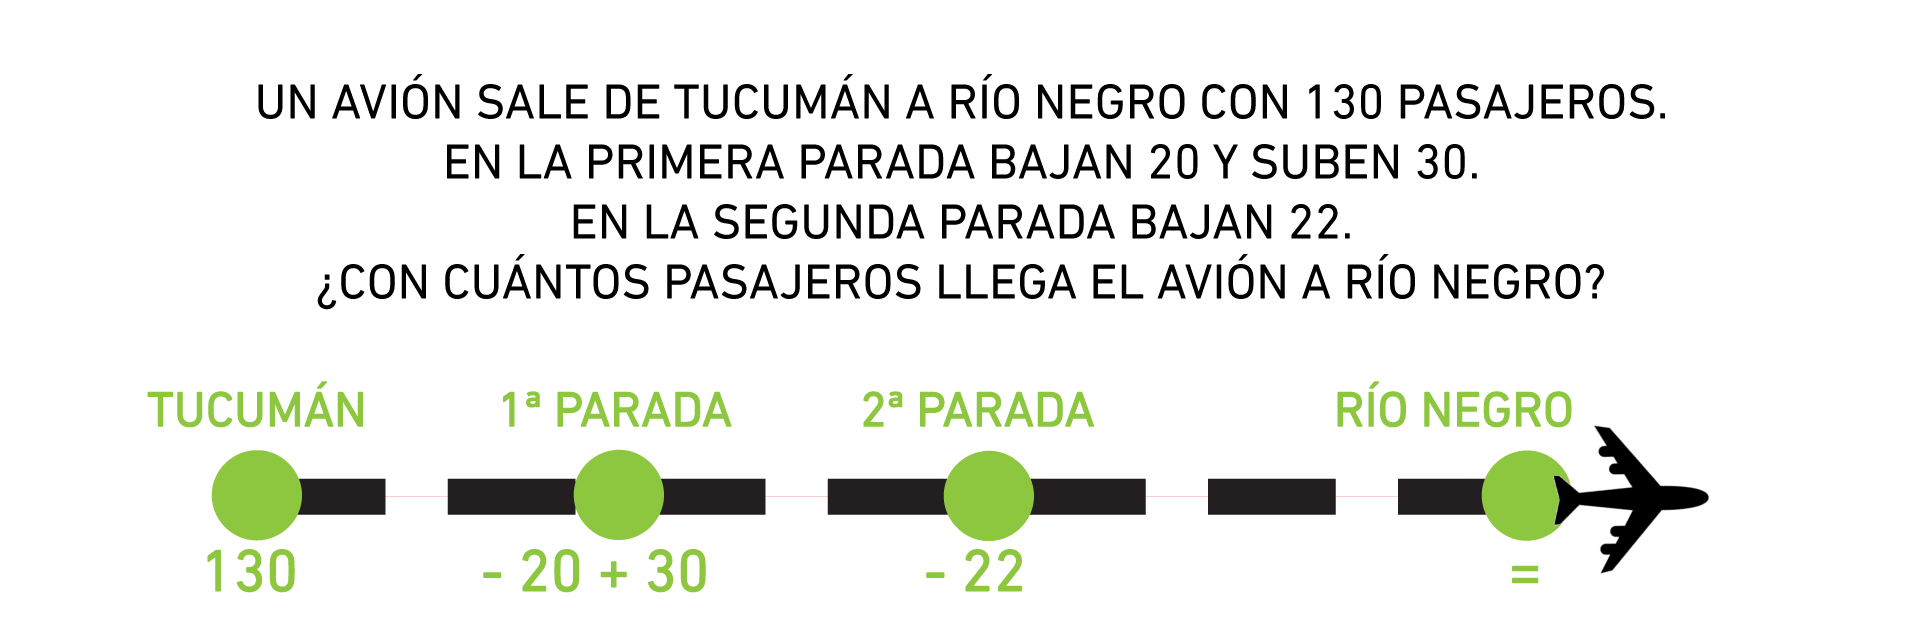 UN AVIÓN SALE DE TUCUMÁN A RÍO NEGRO CON 130 PASAJEROS.
EN LA PRIMERA PARADA BAJAN 20 Y SUBEN 30.
EN LA SEGUNDA PARADA BAJAN 22.
¿CON CUÁNTOS PASAJEROS LLEGA EL AVIÓN A RÍO NEGRO?
TUCUMÁN 1ª PARADA 2ª PARADA RÍO NEGRO
130 - 20 + 30 - 22 =